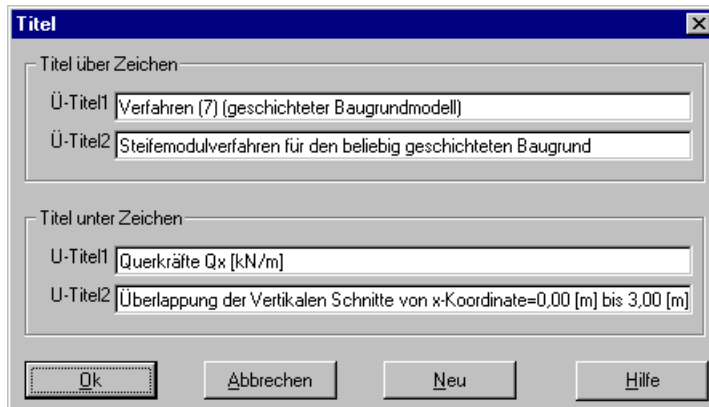 Titel
Titel über Zeichen
Ü-Titel1 Verfahren (7) (geschichteter Baugrundmodell)
Ü-Titel2 Steifemodulverfahren für den beliebig geschichteten Baugrund
Titel unter Zeichen
U-Titel1 Querkräfte Qx [kN/m]
U-Titel2 Überlappung der Vertikalen Schnitte von x-Koordinate=0,00 [m] bis 3,00 [m]
Ok Abbrechen Neu Hilfe